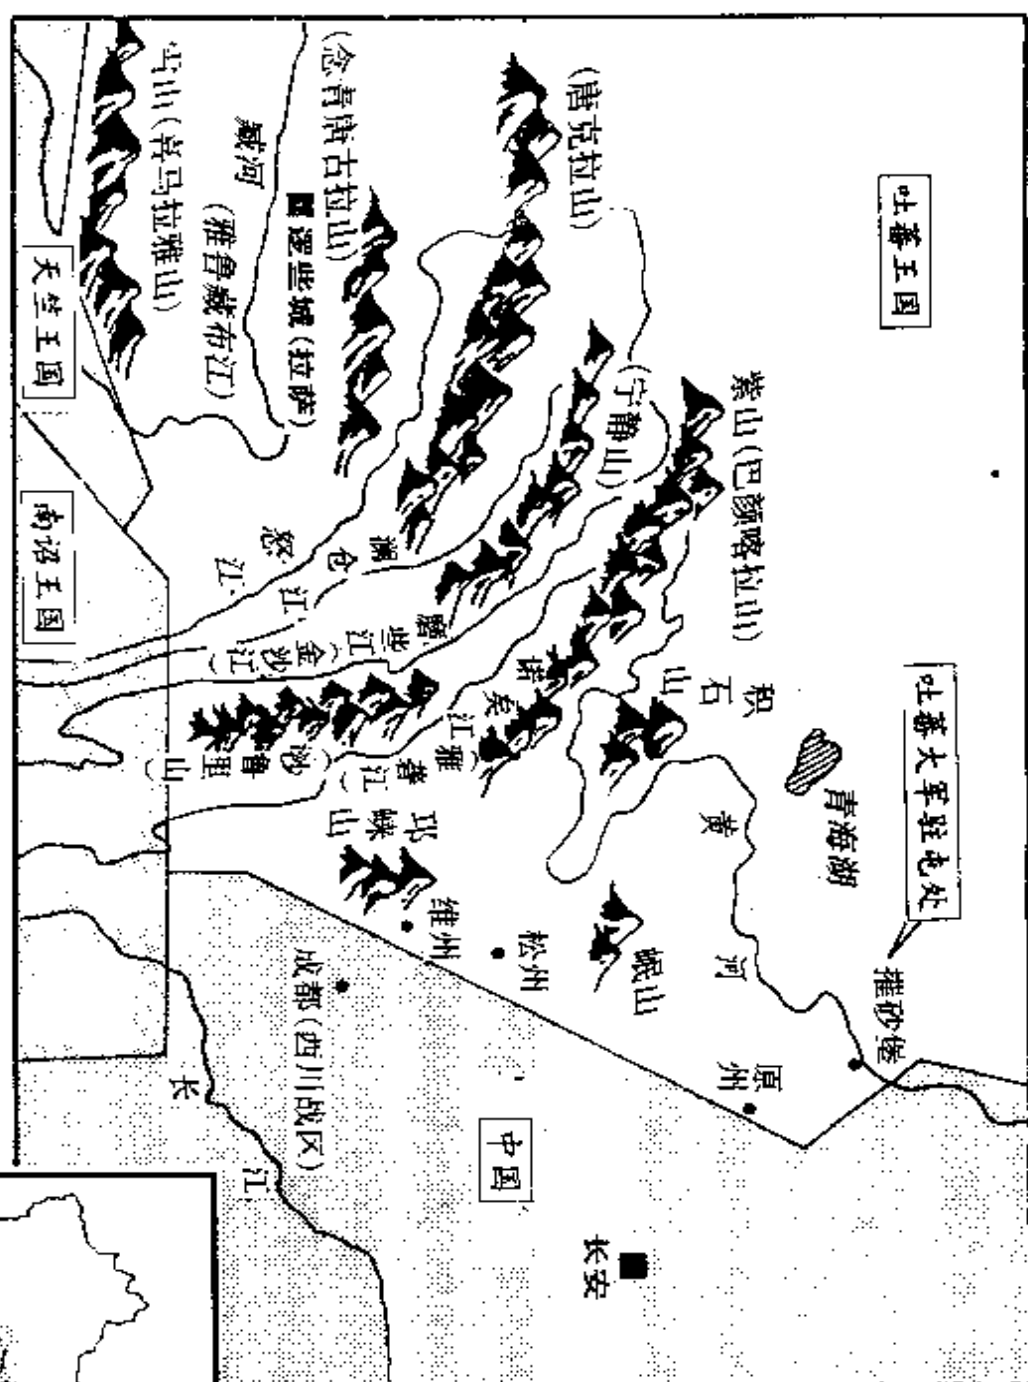 吐蕃王国
(唐克拉山)
(念青唐古拉山)
藏河
(雅鲁藏布江)
雪山(喜马拉雅山)
逻些城(拉萨)
天竺王国
南诏王国
(宁静山)
紫山(巴颜喀拉山)
积石山
青海湖
吐蕃大军驻屯处
摧砂堡
黄河
原州
岷山
松州
维州
成都(西川战区)
邛崃山
诺吴江
(雅砻江)
(沙鲁里山)
磨些江
(金沙江)
澜仓江
怒江
长江
中国
长安